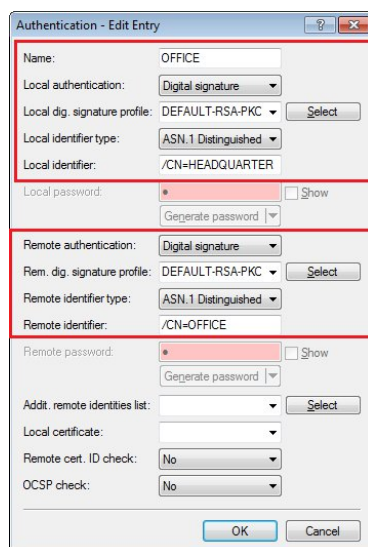 Authentication - Edit Entry
Name: OFFICE
Local authentication: Digital signature
Local dig. signature profile: DEFAULT-RSA-PKC Select
Local identifier type: ASN.1 Distinguished
Local identifier: /CN=HEADQUARTER
Local password: Show
Generate password
Remote authentication: Digital signature
Rem. dig. signature profile: DEFAULT-RSA-PKC Select
Remote identifier type: ASN.1 Distinguished
Remote identifier: /CN=OFFICE
Remote password: Show
Generate password
Addit. remote identities list: Select
Local certificate:
Remote cert. ID check: No
OCSP check: No
OK Cancel